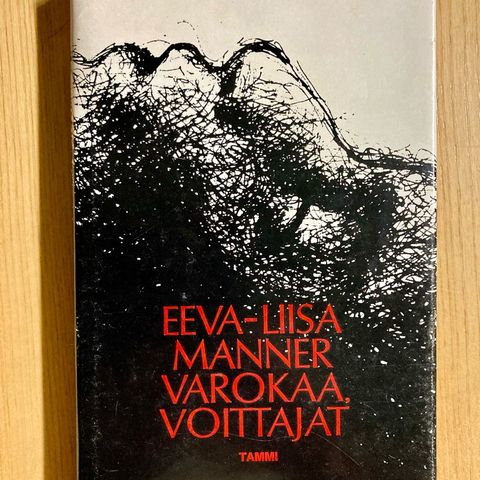 EEVA-LIISA
MANNER
VAROKAA,
VOITTAJAT
TAMMI